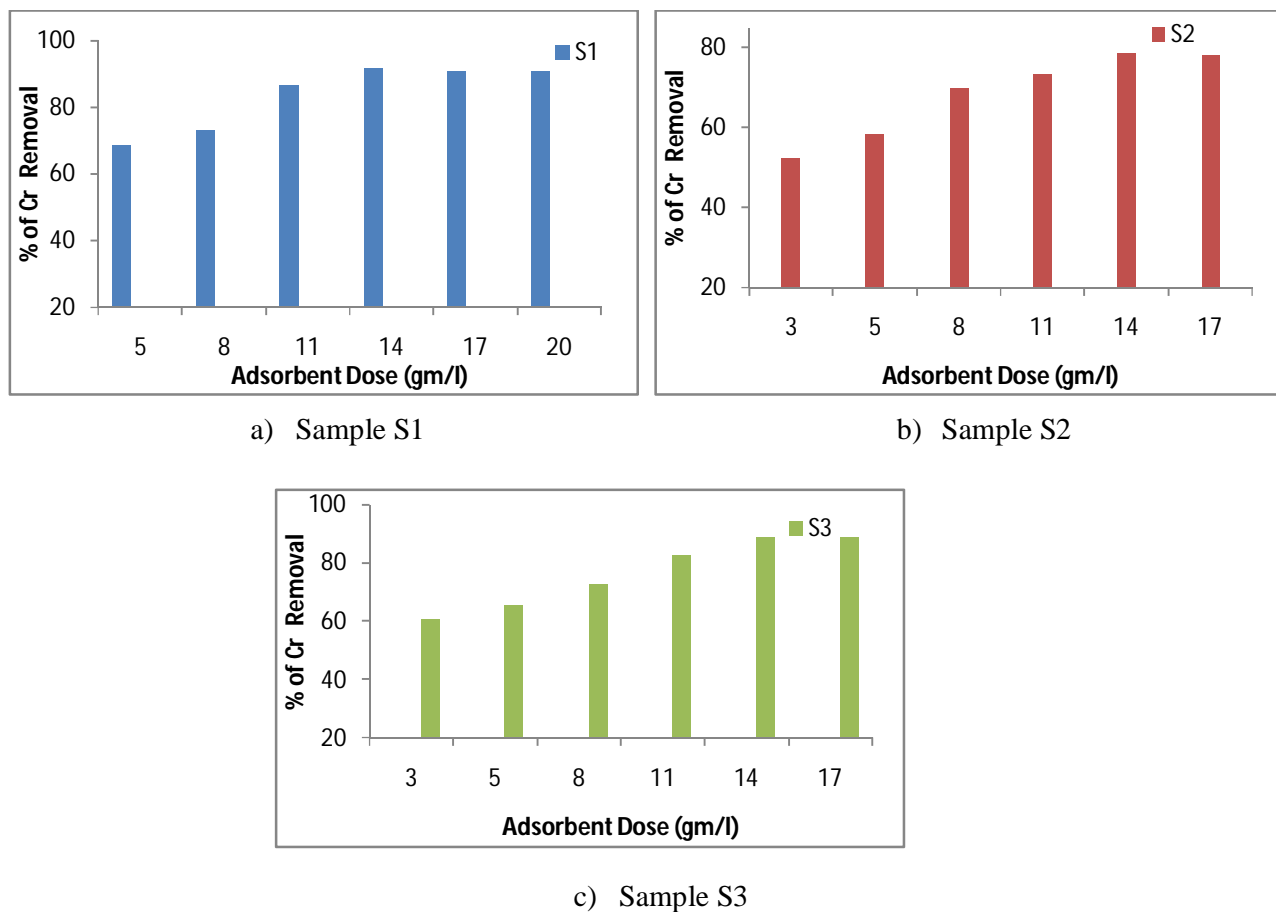 100
80
60
40
20
% of Cr Removal
S1
5 8 11 14 17 20
Adsorbent Dose (gm/l)
a) Sample S1
80
60
40
20
% of Cr Removal
S2
3 5 8 11 14 17
Adsorbent Dose (gm/l)
b) Sample S2
100
80
60
40
20
% of Cr Removal
S3
3 5 8 11 14 17
Adsorbent Dose (gm/l)
c) Sample S3